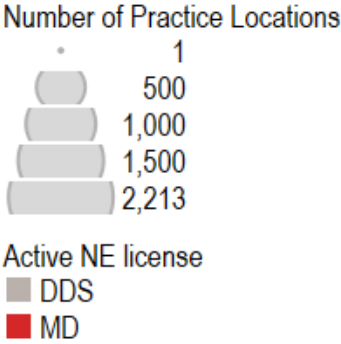 Number of Practice Locations
1
500
1,000
1,500
2,213
Active NE license
DDS
MD